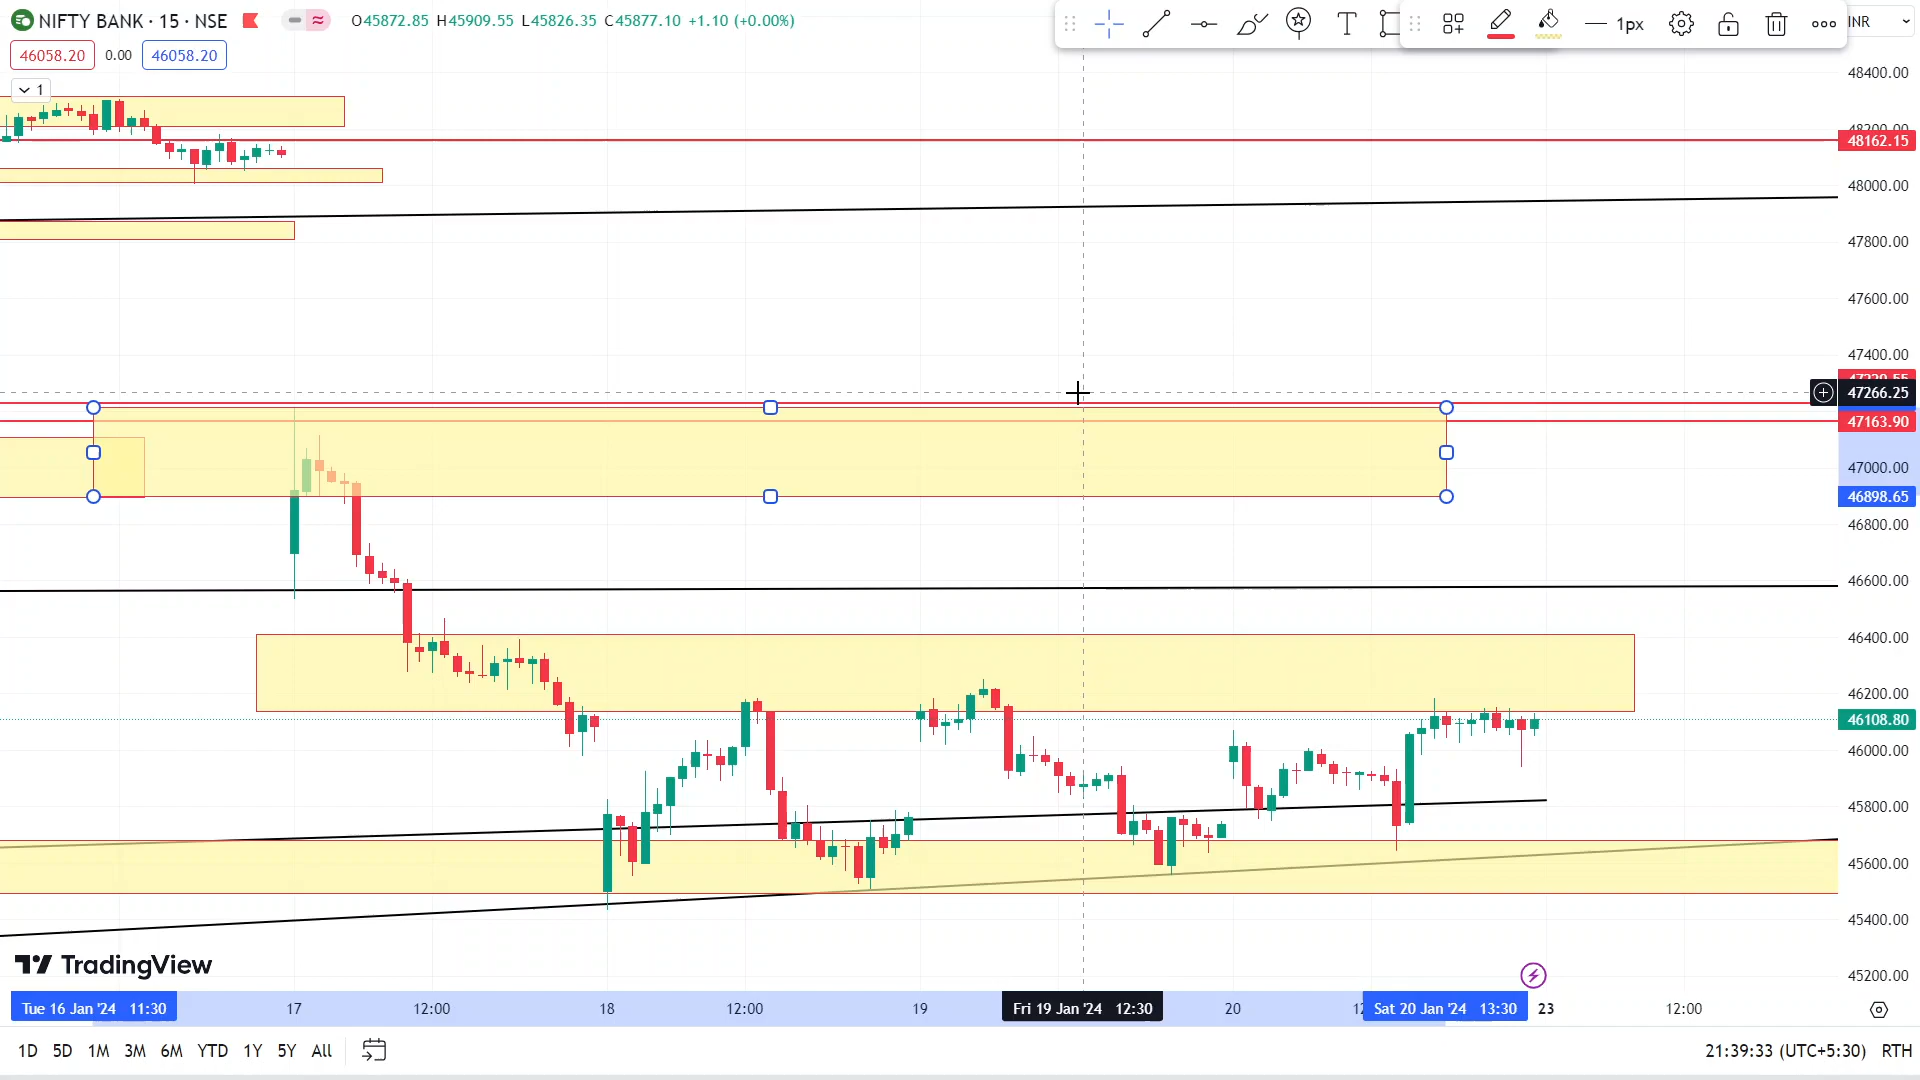 NIFTY BANK · 15 · NSE
O45872.85 H45909.55 L45826.35 C45877.10 +1.10 (+0.00%)
1px
INR
46058.20 0.00 46058.20
1
48400.00
48200.00
48162.15
48000.00
47800.00
47600.00
47400.00
47266.25
47163.90
47000.00
46898.65
46800.00
46600.00
46400.00
46200.00
46108.80
46000.00
45800.00
45600.00
45400.00
45200.00
TradingView
Tue 16 Jan '24 11:30
17
12:00
18
12:00
19
Fri 19 Jan '24 12:30
20
Sat 20 Jan '24 13:30
23
12:00
1D 5D 1M 3M 6M YTD 1Y 5Y All
21:39:33 (UTC+5:30) RTH